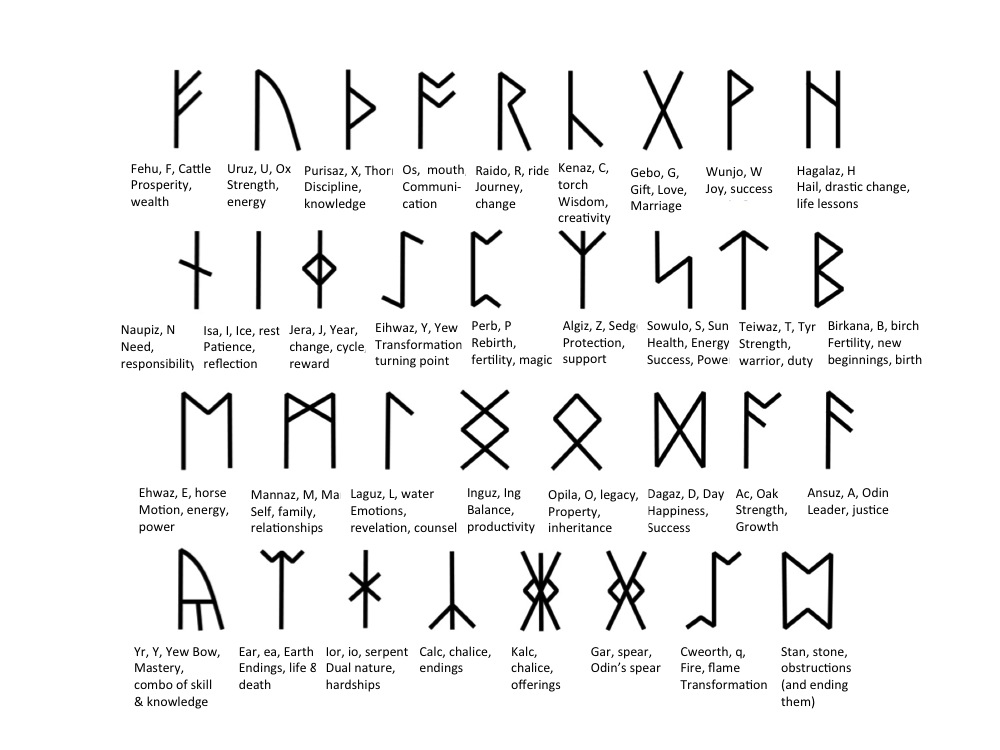 ᚠ ᚢ ᚦ ᚩ ᚱ ᚳ ᚷ ᚹ ᚺ
Fehu, F, Cattle
Prosperity,
wealth
Uruz, U, Ox
Strength,
energy
Purisaz, X, Thor
Discipline,
knowledge
Os, mouth
Communi-
cation
Raido, R, ride
Journey,
change
Kenaz, C,
torch
Wisdom,
creativity
Gebo, G,
Gift, Love,
Marriage
Wunjo, W
Joy, success
Hagalaz, H
Hail, drastic change,
life lessons
ᚾ ᛁ ᛄ ᛇ ᛈ ᛉ ᛋ ᛏ ᛒ
Naupiz, N
Need,
responsibility
Isa, I, Ice, rest
Patience,
reflection
Jera, J, Year,
change, cycle,
reward
Eihwaz, Y, Yew
Transformation
turning point
Perb, P
Rebirth,
fertility, magic
Algiz, Z, Sedg
Protection,
support
Sowulo, S, Sun
Health, Energy
Success, Powe
Teiwaz, T, Tyr
Strength,
warrior, duty
Birkana, B, birch
Fertility, new
beginnings, birth
ᛖ ᛗ ᛚ ᛝ ᛟ ᛞ ᚪ ᚫ
Ehwaz, E, horse
Motion, energy,
power
Mannaz, M, Ma
Self, family,
relationships
Laguz, L, water
Emotions,
revelation, counsel
Inguz, Ing
Balance,
productivity
Opila, O, legacy,
Property,
inheritance
Dagaz, D, Day
Happiness,
Success
Ac, Oak
Strength,
Growth
Ansuz, A, Odin
Leader, justice
ᚣ ᛠ ᛡ ᛣ ᛤ ᚸ ᛢ ᛥ
Yr, Y, Yew Bow,
Mastery,
combo of skill
& knowledge
Ear, ea, Earth
Endings, life &
death
Ior, io, serpent
Dual nature,
hardships
Calc, chalice,
endings
Kalc,
chalice,
offerings
Gar, spear,
Odin's spear
Cweorth, q,
Fire, flame
Transformation
Stan, stone,
obstructions
(and ending
them)